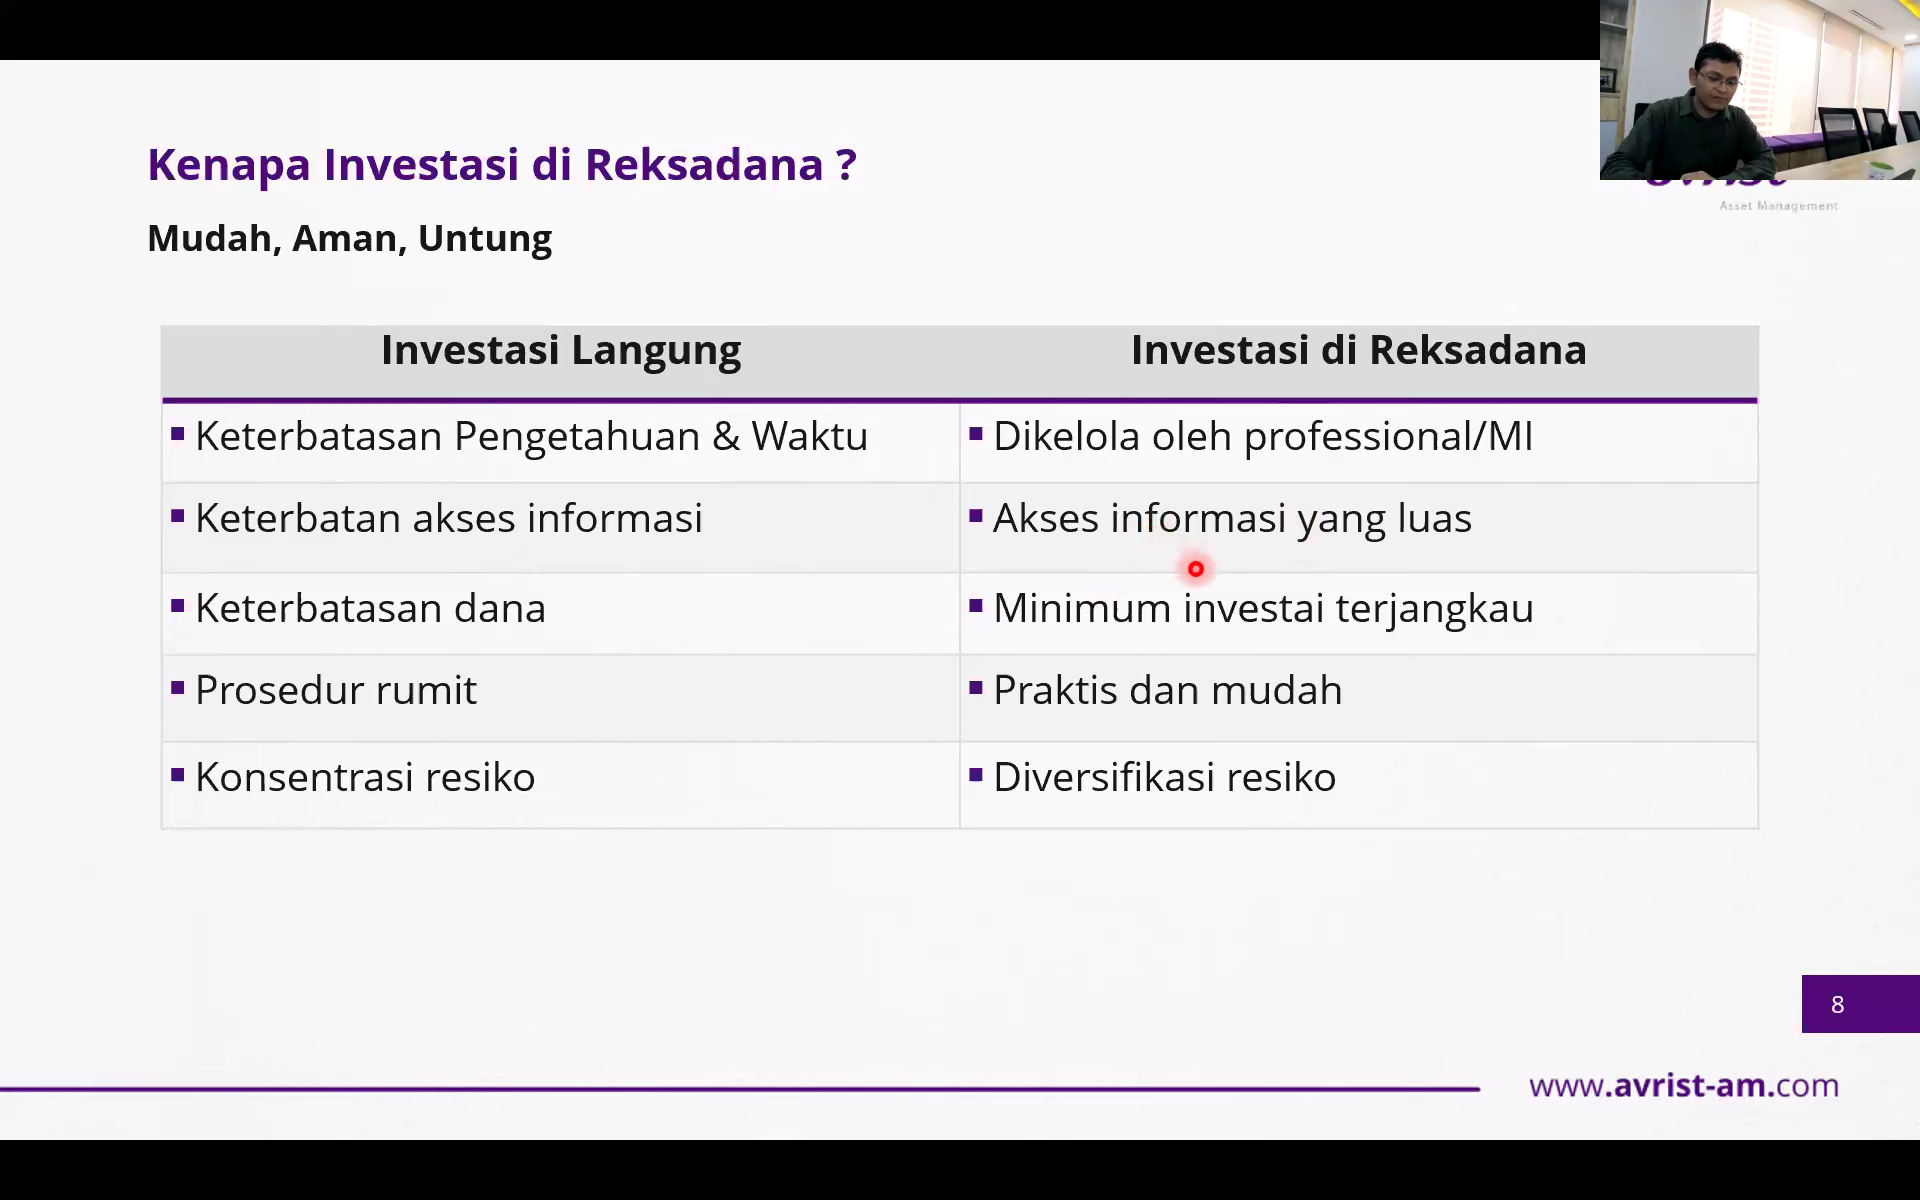 Kenapa Investasi di Reksadana ?
Asset Management
Mudah, Aman, Untung
Investasi Langung
Investasi di Reksadana
Keterbatasan Pengetahuan & Waktu
Dikelola oleh professional/MI
Keterbatan akses informasi
Akses informasi yang luas
Keterbatasan dana
Minimum investai terjangkau
Prosedur rumit
Praktis dan mudah
Konsentrasi resiko
Diversifikasi resiko
8
www.avrist-am.com